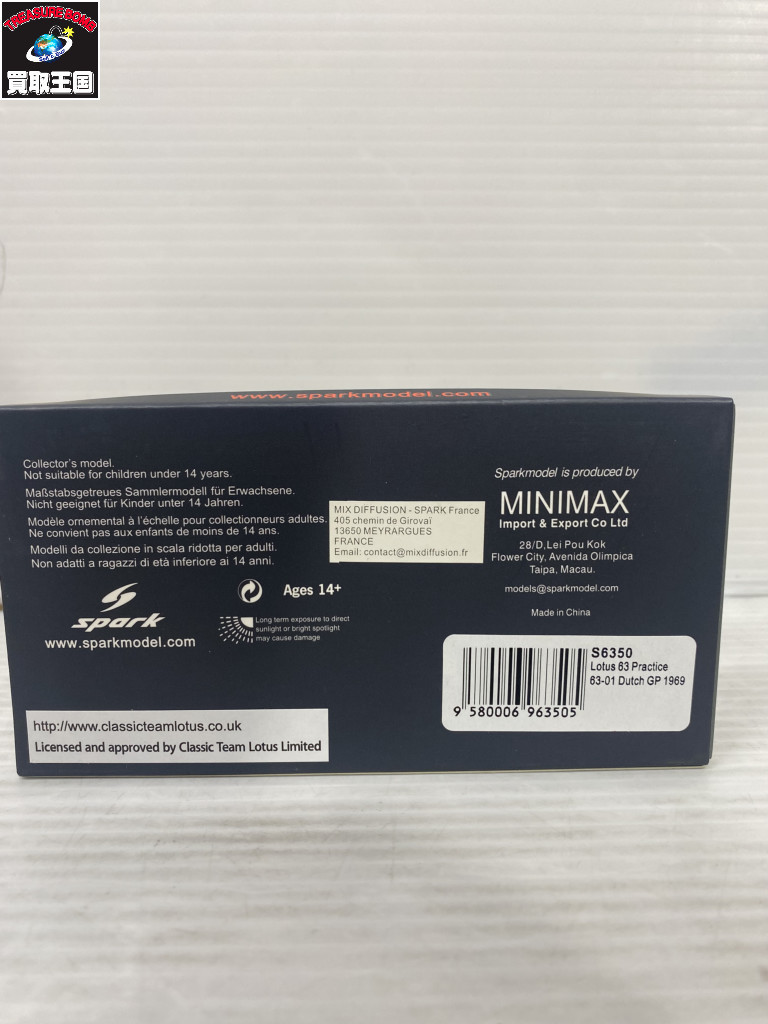 TREASURE BOMB
買取王国
www.sparkmodel.com
Collector's model.
Not suitable for children under 14 years.
Maßstabsgetreues Sammlermodell für Erwachsene.
Nicht geeignet für Kinder unter 14 Jahren.
Modèle ornemental à l'échelle pour collectionneurs adultes.
Ne convient pas aux enfants de moins de 14 ans.
Modelli da collezione in scala ridotta per adulti.
Non adatti a ragazzi di età inferiore ai 14 anni.
MIX DIFFUSION - SPARK France
405 chemin de Girovaï
13650 MEYRARGUES
FRANCE
Email: contact@mixdiffusion.fr
Sparkmodel is produced by
MINIMAX
Import & Export Co Ltd
28/D,Lei Pou Kok
Flower City, Avenida Olimpica
Taipa, Macau.
models@sparkmodel.com
Made in China
spark
www.sparkmodel.com
Ages 14+
Long term exposure to direct
sunlight or bright spotlight
may cause damage
S6350
Lotus 63 Practice
63-01 Dutch GP 1969
9 580006 963505
http://www.classicteamlotus.co.uk
Licensed and approved by Classic Team Lotus Limited